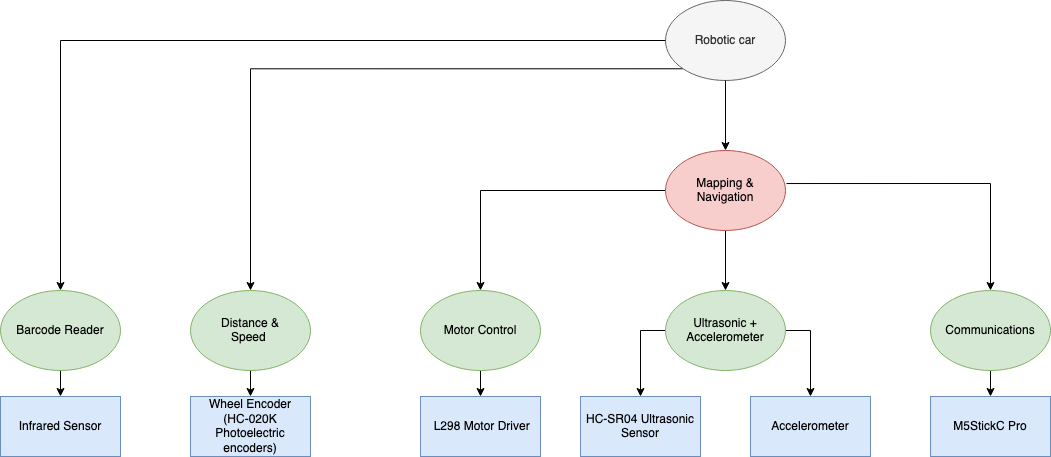 Robotic car
Mapping &
Navigation
Barcode Reader
Distance &
Speed
Motor Control
Ultrasonic +
Accelerometer
Communications
Infrared Sensor
Wheel Encoder
(HC-020K
Photoelectric
encoders)
L298 Motor Driver
HC-SR04 Ultrasonic
Sensor
Accelerometer
M5StickC Pro